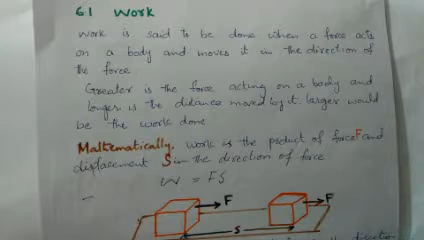 6.1 Work
Work is said to be done when a force acts
on a body and moves it in the direction of
the force
Greater is the force acting on a body and
longer is the distance moved by it larger would
be the work done.
Mathematically, work is the product of force F and
displacement S in the direction of force
W = FS
F F
S
direction